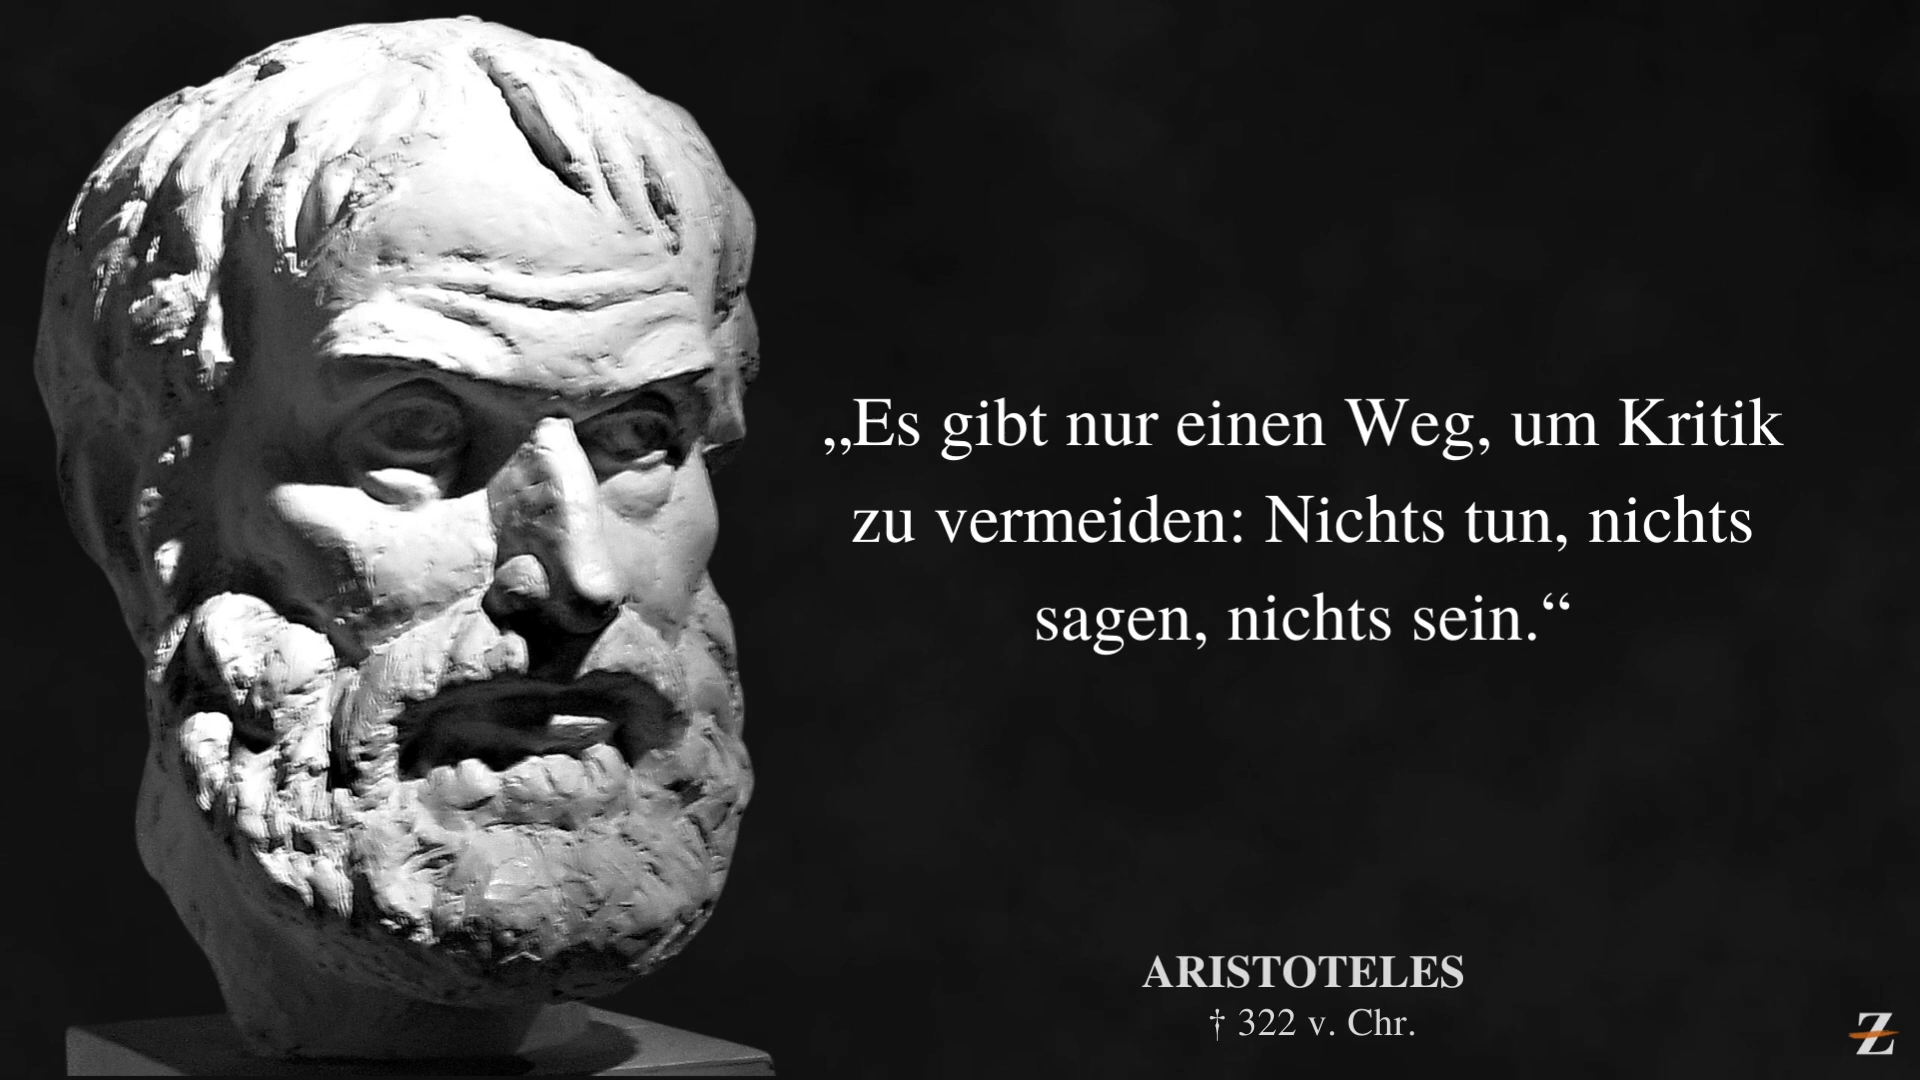 „Es gibt nur einen Weg, um Kritik
zu vermeiden: Nichts tun, nichts
sagen, nichts sein.“
ARISTOTELES
† 322 v. Chr.
Z